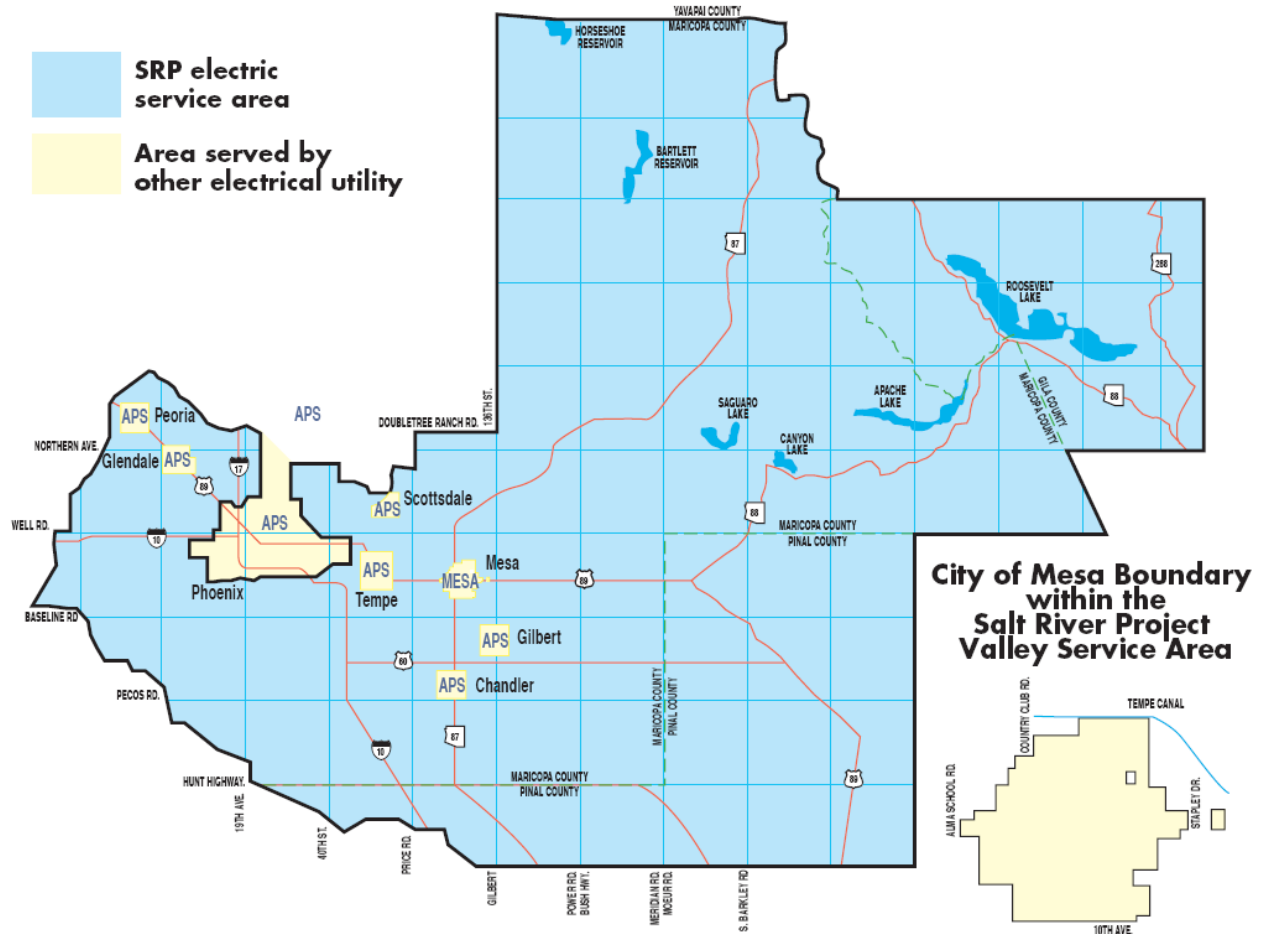 SRP electric
service area
Area served by
other electrical utility
YAVAPAI COUNTY
MARICOPA COUNTY
HORSESHOE
RESERVOIR
BARTLETT
RESERVOIR
87
288
ROOSEVELT
LAKE
APACHE
LAKE
GILA COUNTY
MARICOPA COUNTY
88
SAGUARO
LAKE
CANYON
LAKE
88
136TH ST.
DOUBLETREE RANCH RD.
APS
APS
Peoria
NORTHERN AVE.
Glendale
APS
17
89
Scottsdale
APS
WELL RD.
10
APS
MARICOPA COUNTY
PINAL COUNTY
Phoenix
APS
Tempe
MESA
Mesa
89
BASELINE RD
APS
Gilbert
60
APS
Chandler
PECOS RD.
MARICOPA COUNTY
PINAL COUNTY
87
10
89
HUNT HIGHWAY.
MARICOPA COUNTY
PINAL COUNTY
19TH AVE.
40TH ST.
PRICE RD.
GILBERT
POWER RD.
BUSH HWY.
MERIDIAN RD.
MOEUR RD.
S. BARKLEY RD
City of Mesa Boundary
within the
Salt River Project
Valley Service Area
COUNTRY CLUB RD.
TEMPE CANAL
ALMA SCHOOL RD.
STAPLEY DR.
10TH AVE.